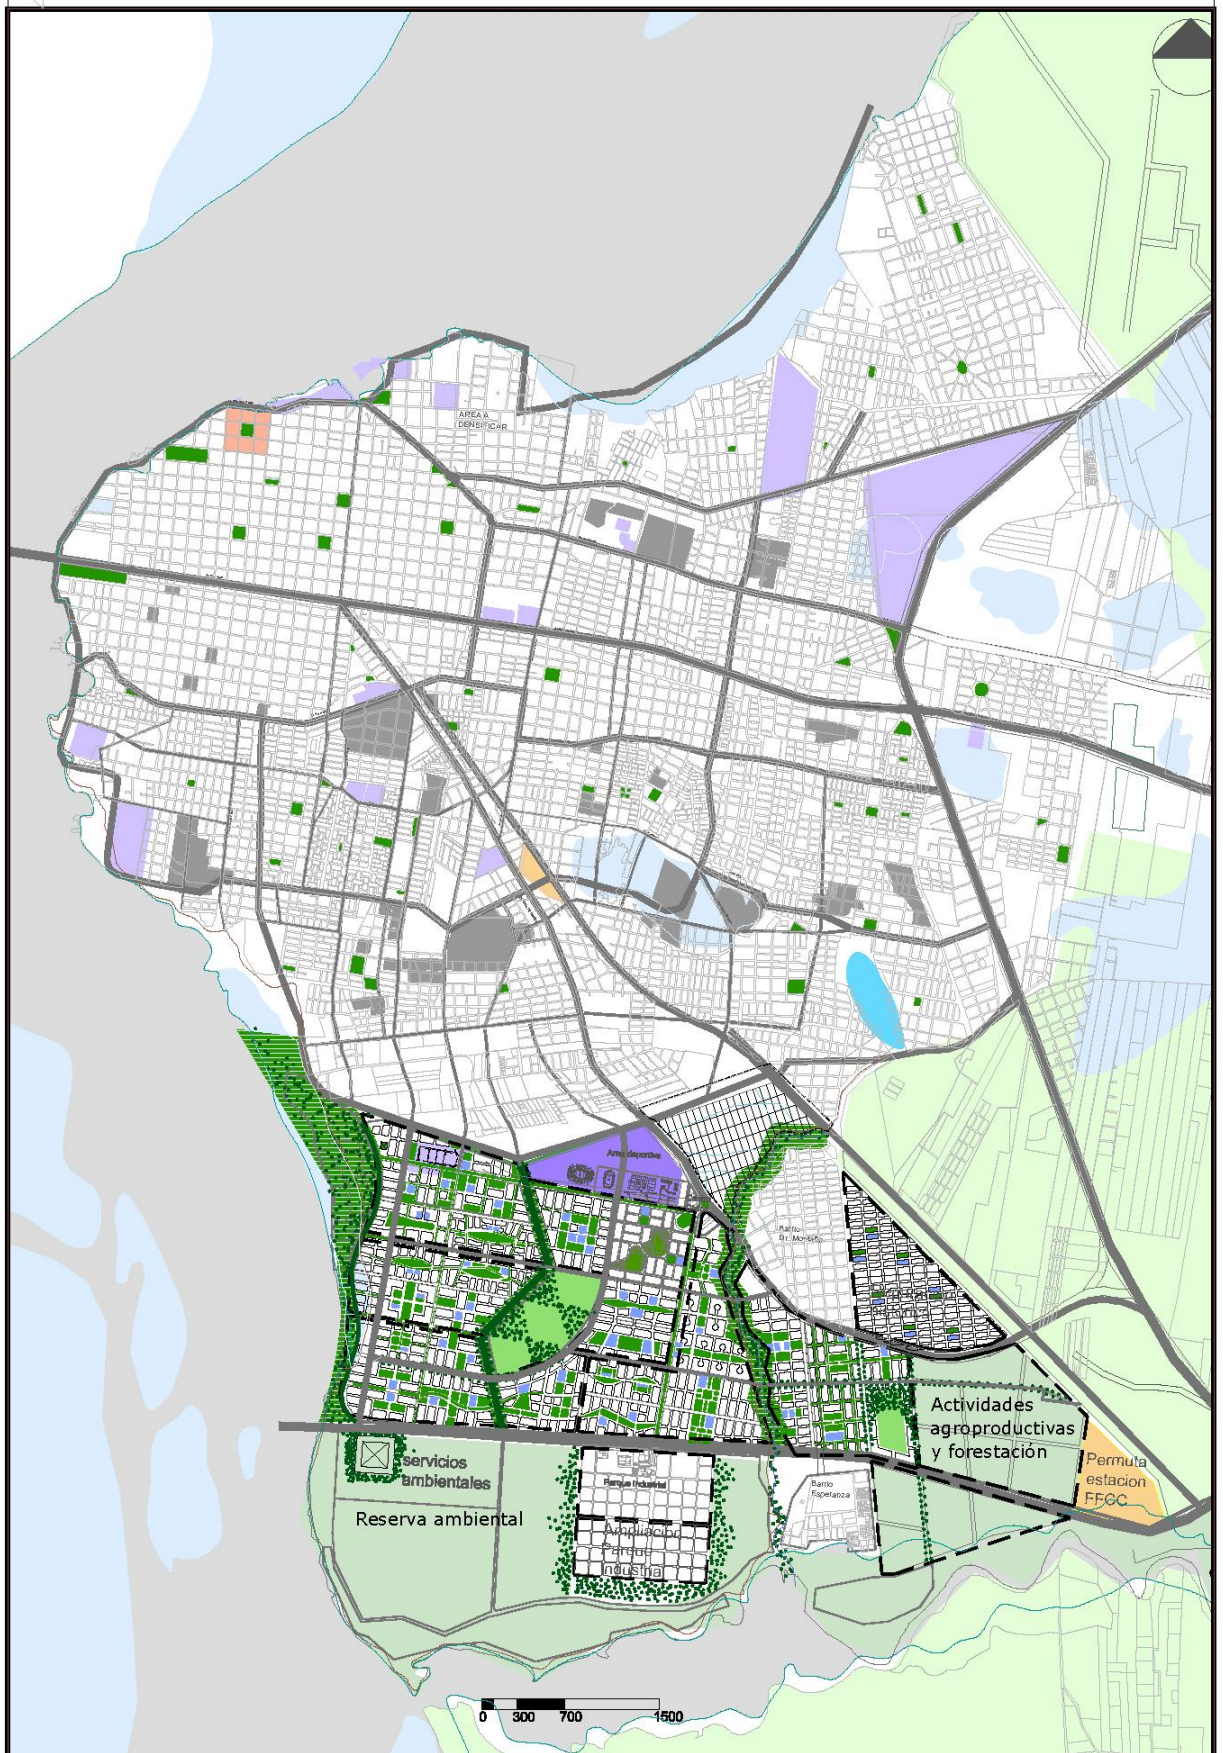 AREA A
DENSIFICAR
Area deportiva
Barrio
Dr. Montaña
Actividades
agroproductivas
y forestación
Permuta
estacion
FFCC
servicios
ambientales
Parque Industrial
Barrio
Esperanza
Reserva ambiental
Ampliación
Parque
Industrial
0 300 700 1500